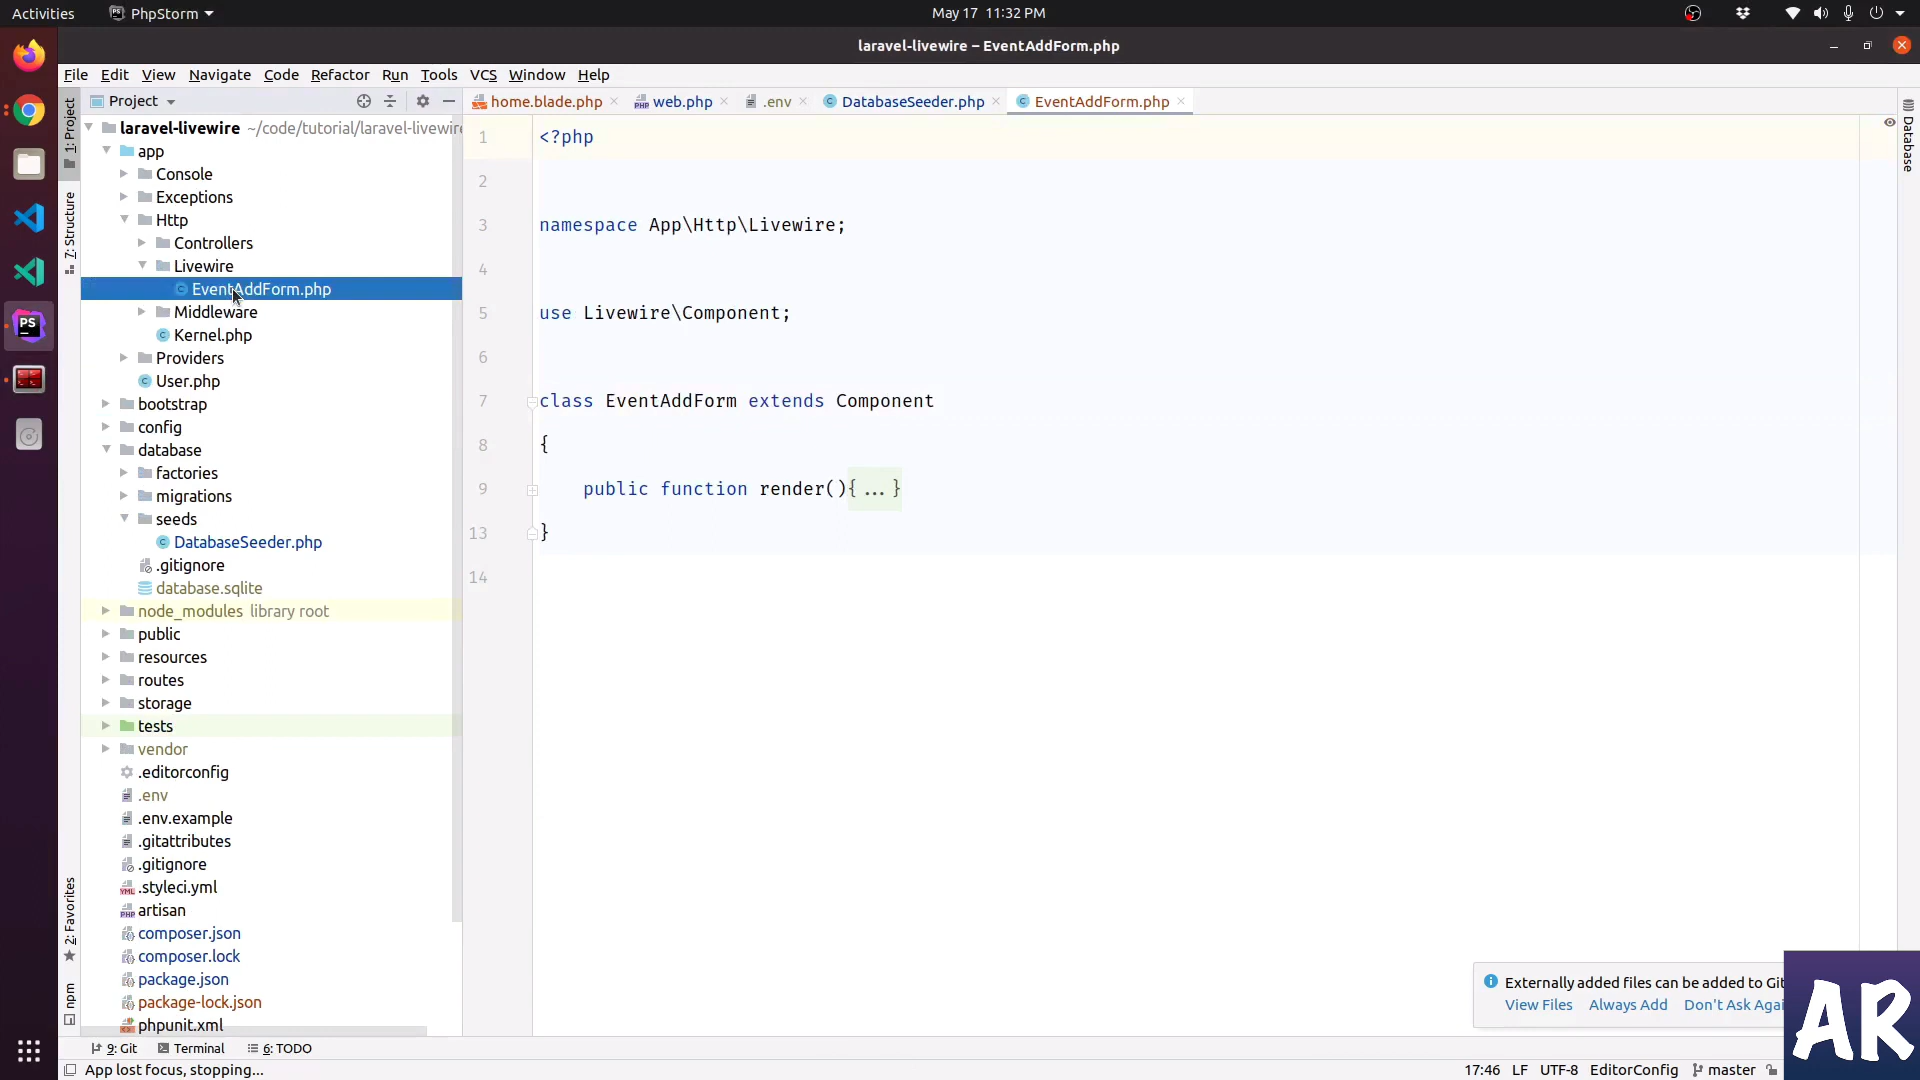 Activities PhpStorm May 17 11:32 PM
laravel-livewire – EventAddForm.php
File Edit View Navigate Code Refactor Run Tools VCS Window Help
Project home.blade.php web.php .env DatabaseSeeder.php EventAddForm.php
1: Project
7: Structure
2: Favorites
npm
Database
laravel-livewire ~/code/tutorial/laravel-livewire
app
Console
Exceptions
Http
Controllers
Livewire
EventAddForm.php
Middleware
Kernel.php
Providers
User.php
bootstrap
config
database
factories
migrations
seeds
DatabaseSeeder.php
.gitignore
database.sqlite
node_modules library root
public
resources
routes
storage
tests
vendor
.editorconfig
.env
.env.example
.gitattributes
.gitignore
.styleci.yml
artisan
composer.json
composer.lock
package.json
package-lock.json
phpunit.xml
1 <?php
2
3 namespace App\Http\Livewire;
4
5 use Livewire\Component;
6
7 class EventAddForm extends Component
8 {
9 public function render(){...}
13 }
14
Externally added files can be added to Git
View Files Always Add Don't Ask Agai
AR
9: Git Terminal 6: TODO
App lost focus, stopping... 17:46 LF UTF-8 EditorConfig master